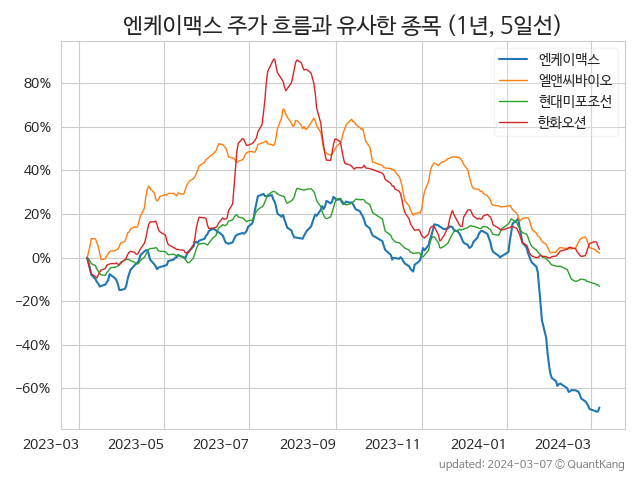 엔케이맥스 주가 흐름과 유사한 종목 (1년, 5일선)
엔케이맥스
엘앤씨바이오
현대미포조선
한화오션
80%
60%
40%
20%
0%
−20%
−40%
−60%
2023-03 2023-05 2023-07 2023-09 2023-11 2024-01 2024-03
updated: 2024-03-07 © QuantKang